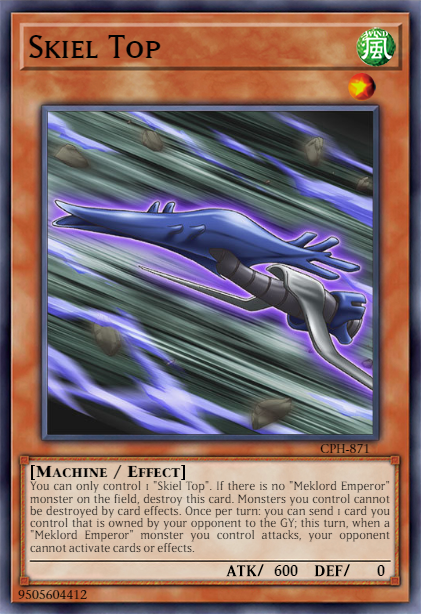 Skiel Top
WIND
風
CPH-871
[Machine / Effect]
You can only control 1 "Skiel Top". If there is no "Meklord Emperor"
monster on the field, destroy this card. Monsters you control cannot
be destroyed by card effects. Once per turn: you can send 1 card you
control that is owned by your opponent to the GY; this turn, when a
"Meklord Emperor" monster you control attacks, your opponent
cannot activate cards or effects.
ATK/ 600 DEF/ 0
9505604412